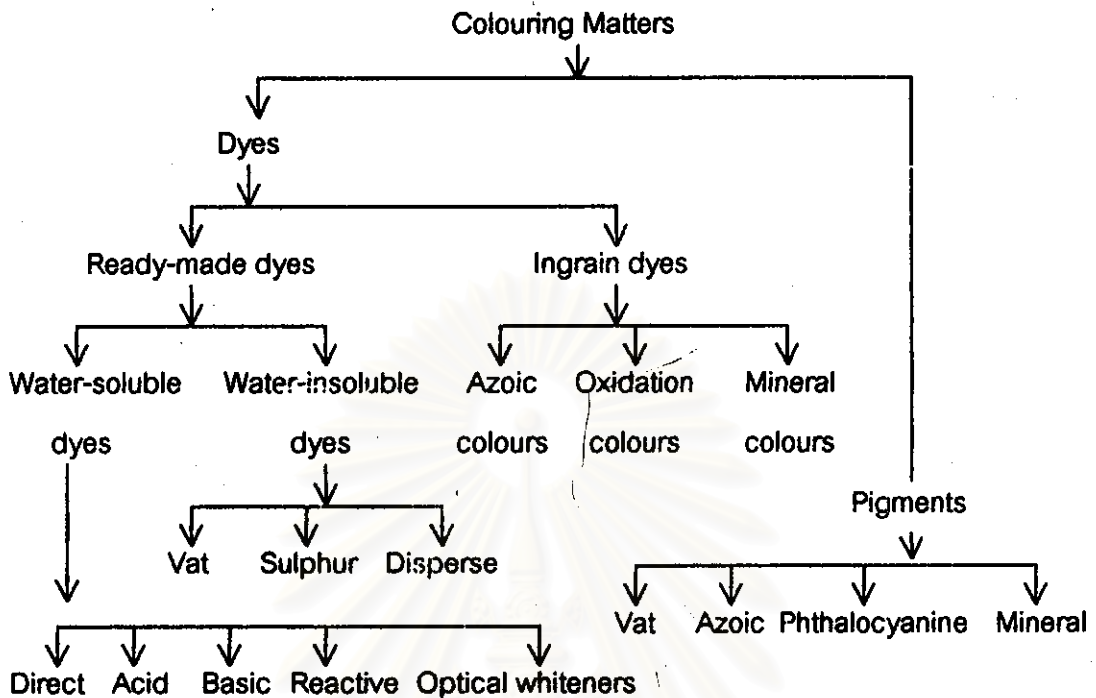 Colouring Matters
Dyes
Ready-made dyes Ingrain dyes
Water-soluble Water-insoluble Azoic Oxidation Mineral
dyes dyes colours colours colours
Pigments
Vat Sulphur Disperse
Vat Azoic Phthalocyanine Mineral
Direct Acid Basic Reactive Optical whiteners